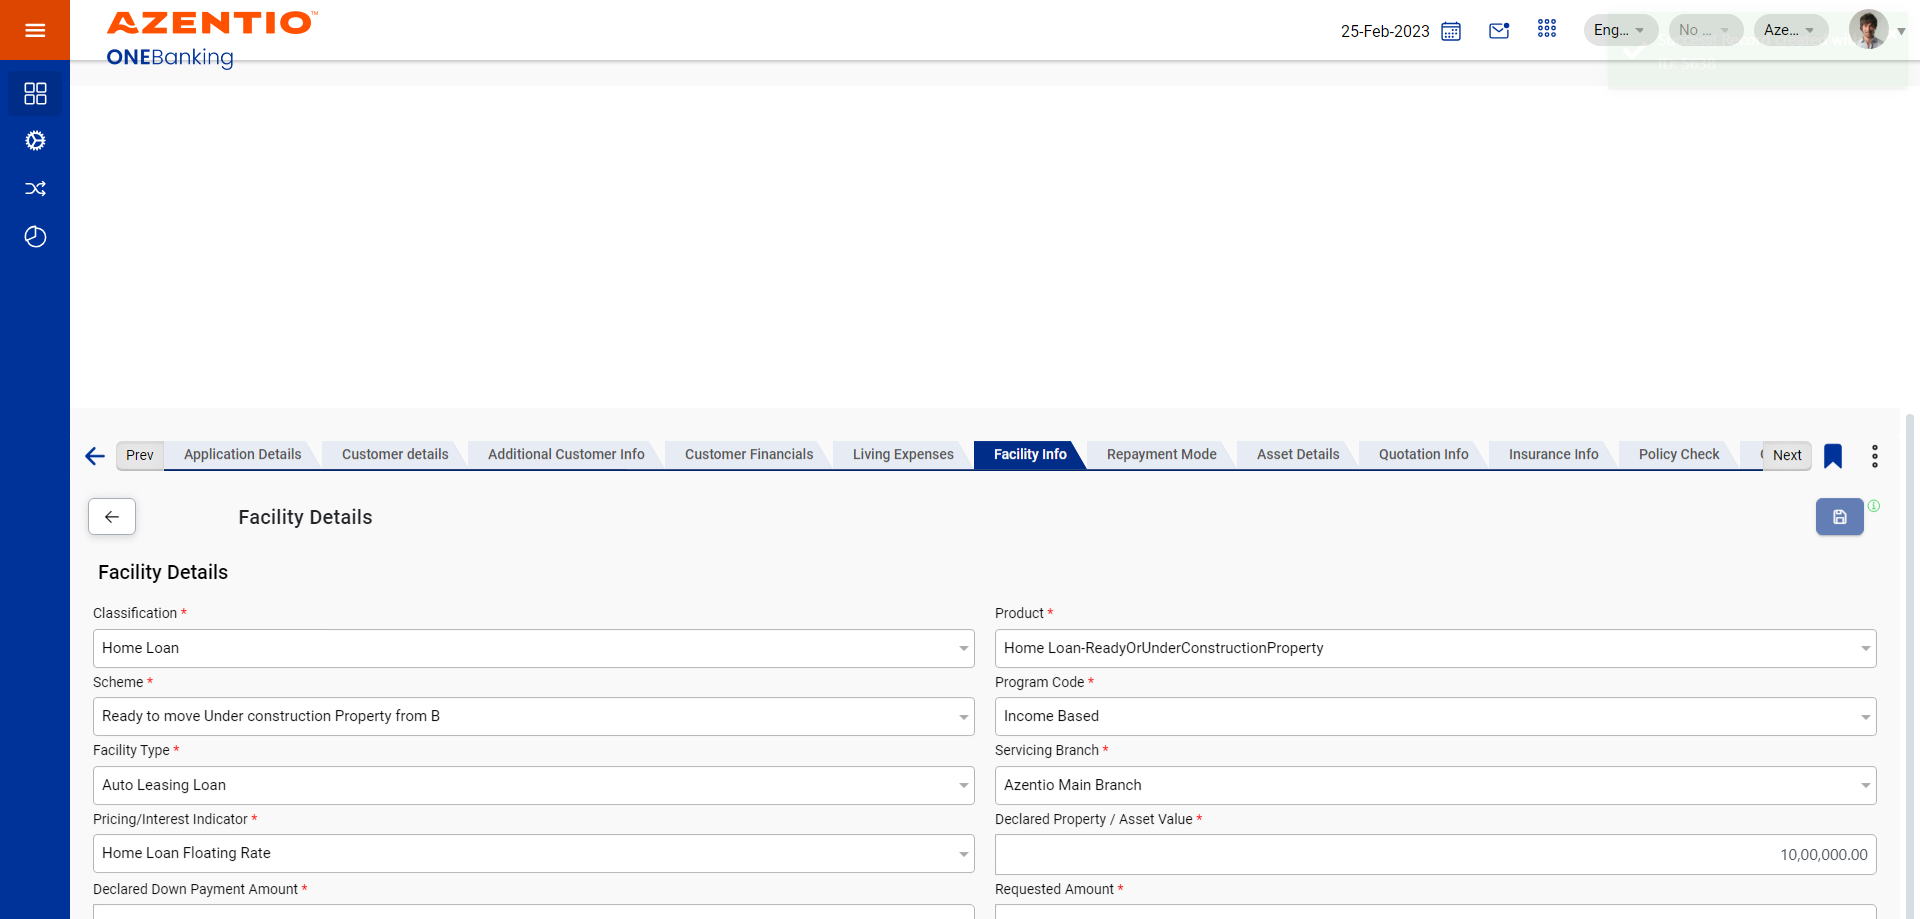 AZENTIO™
ONEBanking
25-Feb-2023
Eng...
No ...
Aze...
Prev
Application Details
Customer details
Additional Customer Info
Customer Financials
Living Expenses
Facility Info
Repayment Mode
Asset Details
Quotation Info
Insurance Info
Policy Check
Next
Facility Details
Facility Details
Classification *
Product *
Home Loan
Home Loan-ReadyOrUnderConstructionProperty
Scheme *
Program Code *
Ready to move Under construction Property from B
Income Based
Facility Type *
Servicing Branch *
Auto Leasing Loan
Azentio Main Branch
Pricing/Interest Indicator *
Declared Property / Asset Value *
Home Loan Floating Rate
10,00,000.00
Declared Down Payment Amount *
Requested Amount *